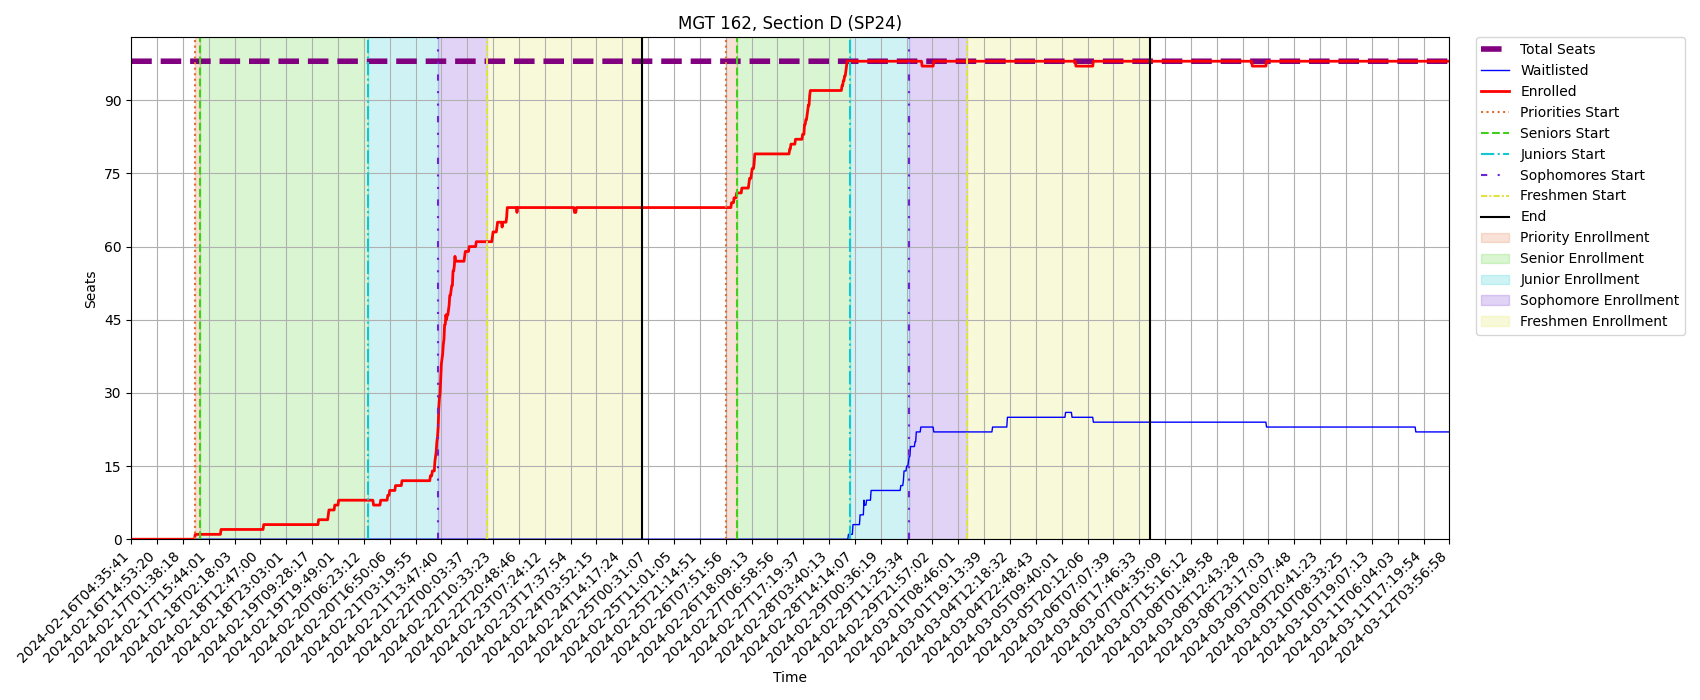 MGT 162, Section D (SP24)
Total Seats
Waitlisted
Enrolled
Priorities Start
Seniors Start
Juniors Start
Sophomores Start
Freshmen Start
End
Priority Enrollment
Senior Enrollment
Junior Enrollment
Sophomore Enrollment
Freshmen Enrollment
Seats
90
75
60
45
30
15
0
2024-02-16T04:35:41
2024-02-16T14:53:20
2024-02-17T01:38:18
2024-02-17T15:44:01
2024-02-18T02:18:03
2024-02-18T12:47:00
2024-02-18T23:03:01
2024-02-19T09:28:17
2024-02-19T19:49:01
2024-02-20T06:23:12
2024-02-20T16:50:06
2024-02-21T03:19:55
2024-02-21T13:47:40
2024-02-22T00:03:37
2024-02-22T10:33:23
2024-02-22T20:48:46
2024-02-23T07:24:12
2024-02-23T17:37:54
2024-02-24T03:52:15
2024-02-24T14:17:24
2024-02-25T00:31:07
2024-02-25T11:01:05
2024-02-25T21:14:51
2024-02-26T07:51:56
2024-02-26T18:09:13
2024-02-27T06:58:56
2024-02-27T17:19:37
2024-02-28T03:40:13
2024-02-28T14:14:07
2024-02-29T00:36:19
2024-02-29T11:25:34
2024-02-29T21:57:02
2024-03-01T08:46:01
2024-03-01T19:13:39
2024-03-04T12:18:32
2024-03-04T22:48:43
2024-03-05T09:40:01
2024-03-05T20:12:06
2024-03-06T07:07:39
2024-03-06T17:46:33
2024-03-07T04:35:09
2024-03-07T15:16:12
2024-03-08T01:49:58
2024-03-08T12:43:28
2024-03-08T23:17:03
2024-03-09T10:07:48
2024-03-09T20:41:23
2024-03-10T08:33:25
2024-03-10T19:07:13
2024-03-11T06:04:03
2024-03-11T17:19:54
2024-03-12T03:56:58
Time